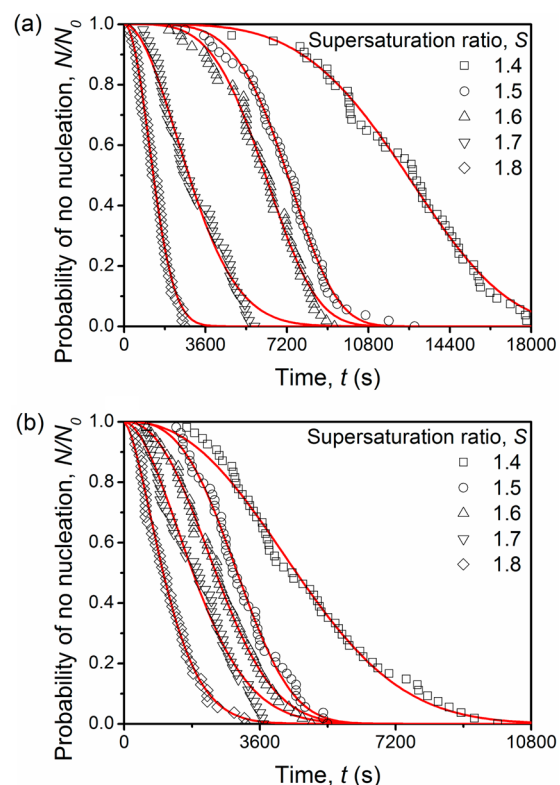 (a)
Supersaturation ratio, S
1.4
1.5
1.6
1.7
1.8
Probability of no nucleation, N/N₀
1.0
0.8
0.6
0.4
0.2
0.0
0 3600 7200 10800 14400 18000
Time, t (s)
(b)
Supersaturation ratio, S
1.4
1.5
1.6
1.7
1.8
Probability of no nucleation, N/N₀
1.0
0.8
0.6
0.4
0.2
0.0
0 3600 7200 10800
Time, t (s)